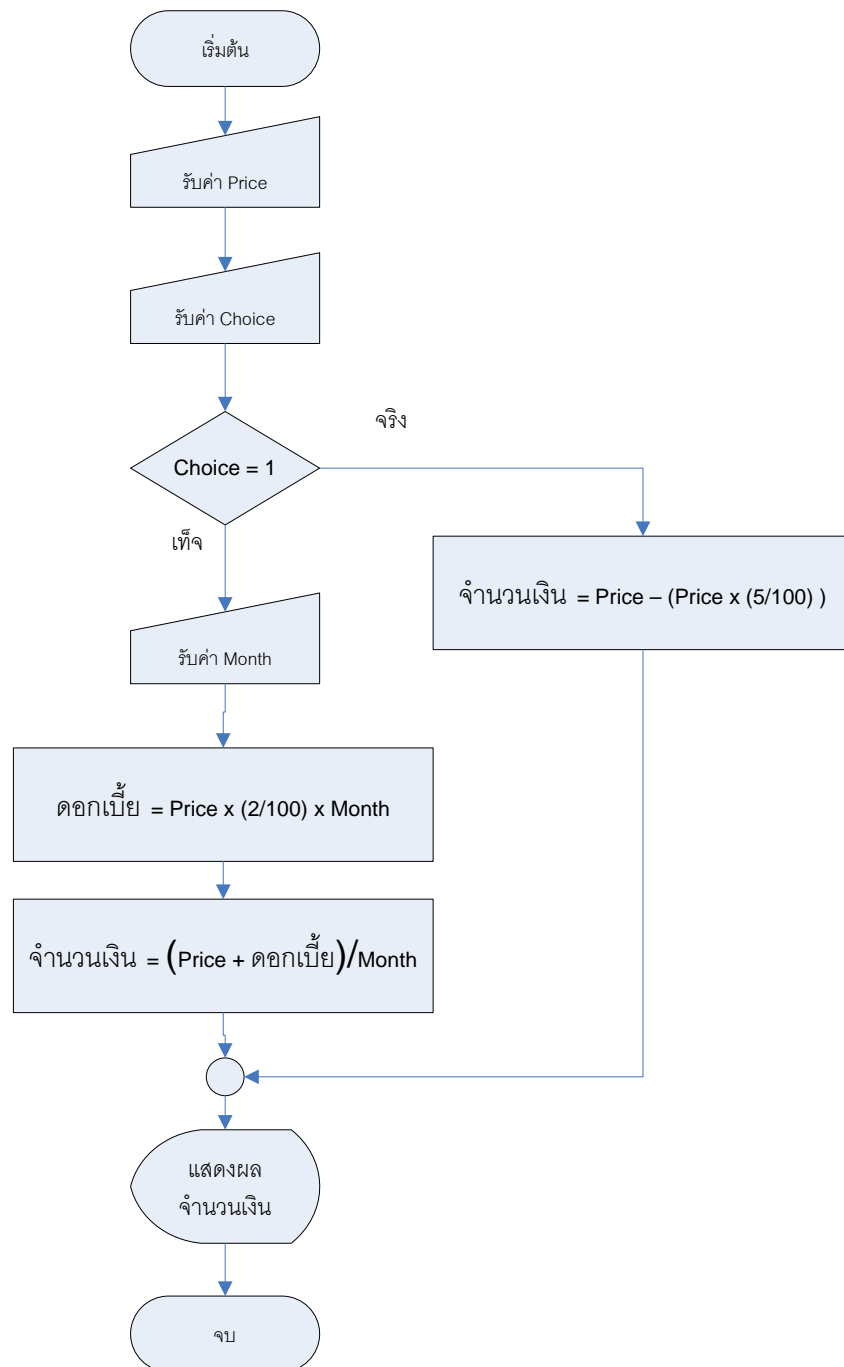 เริ่มต้น
รับค่า Price
รับค่า Choice
จริง
Choice = 1
เท็จ
จำนวนเงิน = Price – (Price x (5/100) )
รับค่า Month
ดอกเบี้ย = Price x (2/100) x Month
จำนวนเงิน = (Price + ดอกเบี้ย)/Month
แสดงผล
จำนวนเงิน
จบ